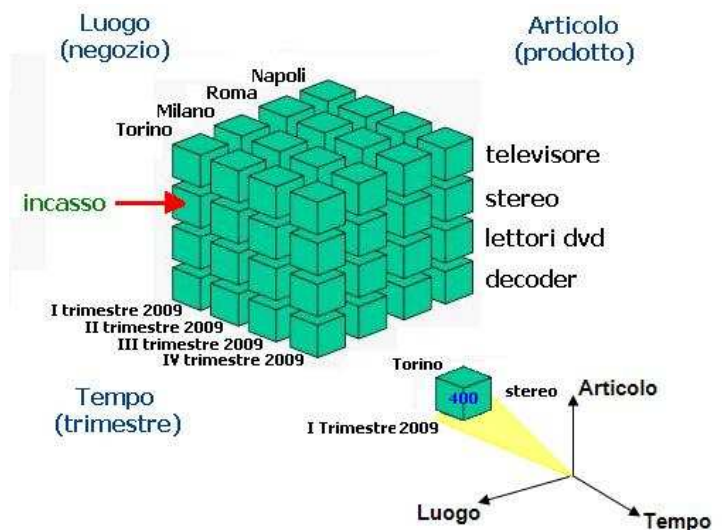 Luogo
(negozio)
Articolo
(prodotto)
Napoli
Roma
Milano
Torino
televisore
stereo
lettori dvd
decoder
incasso
I trimestre 2009
II trimestre 2009
III trimestre 2009
IV trimestre 2009
Tempo
(trimestre)
Torino
stereo
400
I Trimestre 2009
Articolo
Luogo
Tempo